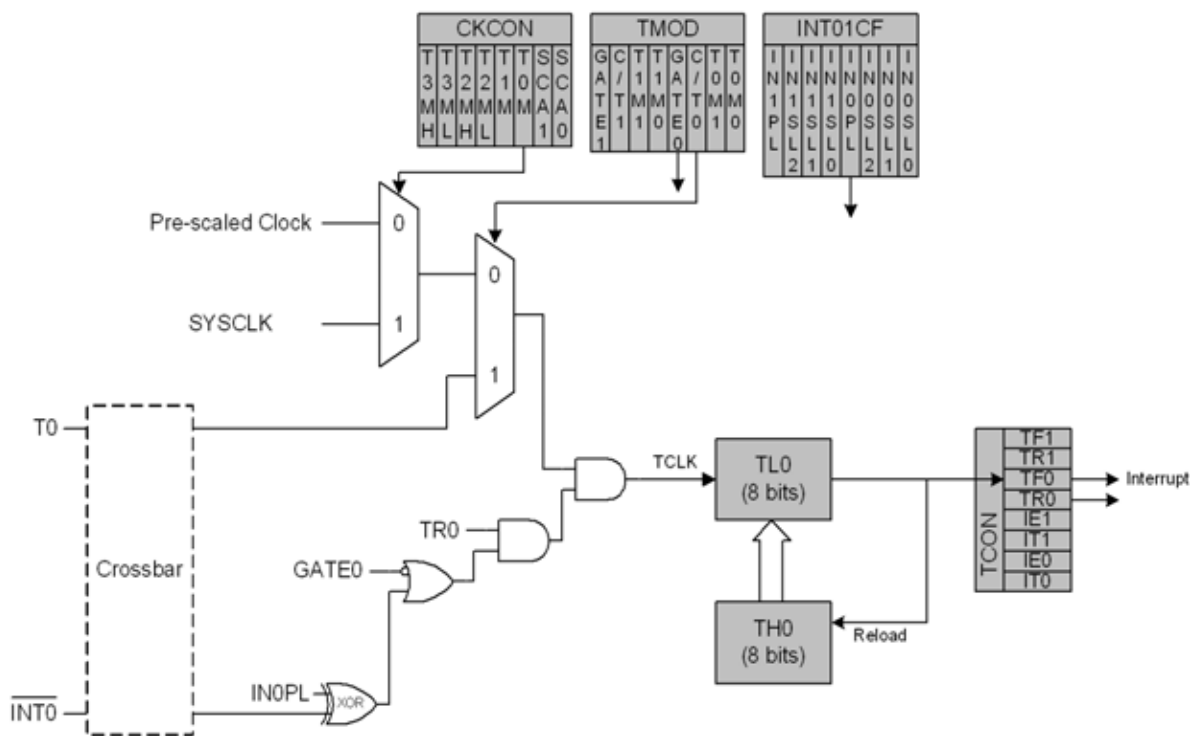 CKCON
T3MH T3ML T2MH T2ML T1M T0M SCA1 SCA0
TMOD
GATE1 C/T1 T1M1 T1M0 GATE0 C/T0 T0M1 T0M0
INT01CF
IN1PL IN1SL2 IN1SL1 IN1SL0 IN0PL IN0SL2 IN0SL1 IN0SL0
Pre-scaled Clock
0
SYSCLK
1
0
1
T0
Crossbar
INT0
TR0
GATE0
IN0PL
XOR
TCLK
TL0
(8 bits)
TH0
(8 bits)
Reload
TCON
TF1
TR1
TF0
TR0
IE1
IT1
IE0
IT0
Interrupt